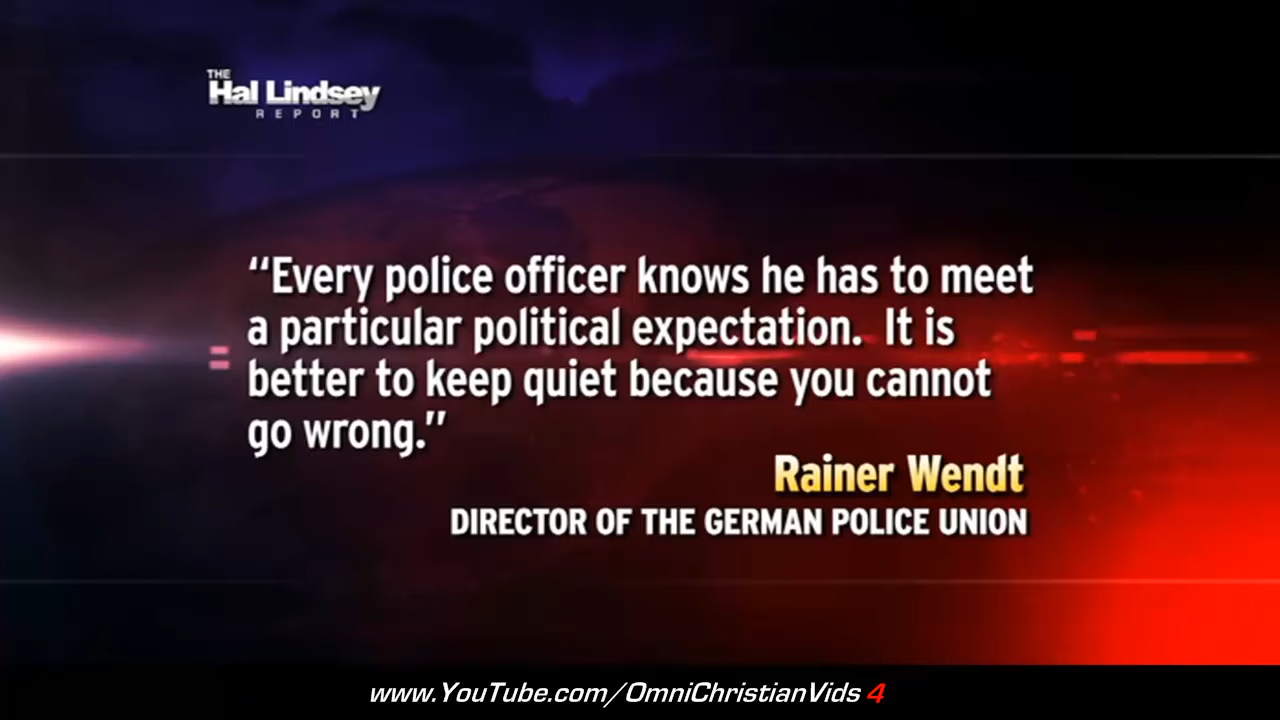 THE
Hal Lindsey
REPORT
“Every police officer knows he has to meet
a particular political expectation.  It is
better to keep quiet because you cannot
go wrong.”
Rainer Wendt
DIRECTOR OF THE GERMAN POLICE UNION
www.YouTube.com/OmniChristianVids 4